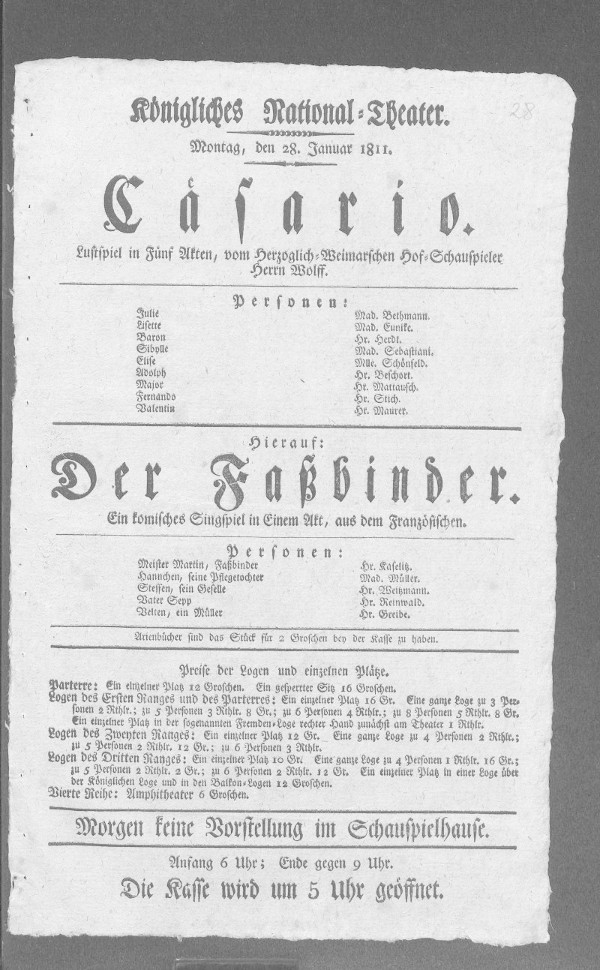 28
Königliches National-Theater.
Montag, den 28. Januar 1811.
Cäsario.
Lustspiel in Fünf Akten, vom Herzoglich-Weimarschen Hof-Schauspieler
Herrn Wolff.
Personen:
Julie Mad. Bethmann.
Lisette Mad. Eunike.
Baron Hr. Herdt.
Sibylle Mad. Sebastiani.
Elise Mlle. Schönfeld.
Adolph Hr. Beschort.
Major Hr. Mattausch.
Fernando Hr. Stich.
Valentin Hr. Maurer.
Hierauf:
Der Faßbinder.
Ein komisches Singspiel in Einem Akt, aus dem Französischen.
Personen:
Meister Martin, Faßbinder Hr. Kaselitz.
Hannchen, seine Pflegetochter Mad. Müller.
Steffen, sein Geselle Hr. Weitzmann.
Vater Sepp Hr. Reinwald.
Velten, ein Müller Hr. Greibe.
Arienbücher sind das Stück für 2 Groschen bey der Kasse zu haben.
Preise der Logen und einzelnen Plätze.
Parterre: Ein einzelner Platz 12 Groschen. Ein gesperrter Sitz 16 Groschen.
Logen des Ersten Ranges und des Parterres: Ein einzelner Platz 16 Gr. Eine ganze Loge zu 3 Per-
sonen 2 Rthlr.; zu 5 Personen 3 Rthlr. 8 Gr.; zu 6 Personen 4 Rthlr.; zu 8 Personen 5 Rthlr. 8 Gr.
Ein einzelner Platz in der sogenannten Fremden-Loge rechter Hand zunächst am Theater 1 Rthlr.
Logen des Zweyten Ranges: Ein einzelner Platz 12 Gr. Eine ganze Loge zu 4 Personen 2 Rthlr.;
zu 5 Personen 2 Rthlr. 12 Gr.; zu 6 Personen 3 Rthlr.
Logen des Dritten Ranges: Ein einzelner Platz 10 Gr. Eine ganze Loge zu 4 Personen 1 Rthlr. 16 Gr.;
zu 5 Personen 2 Rthlr. 2 Gr.; zu 6 Personen 2 Rthlr. 12 Gr. Ein einzelner Platz in einer Loge über
der Königlichen Loge und in den Balkon-Logen 12 Groschen.
Vierte Reihe: Amphitheater 6 Groschen.
Morgen keine Vorstellung im Schauspielhause.
Anfang 6 Uhr; Ende gegen 9 Uhr.
Die Kasse wird um 5 Uhr geöffnet.